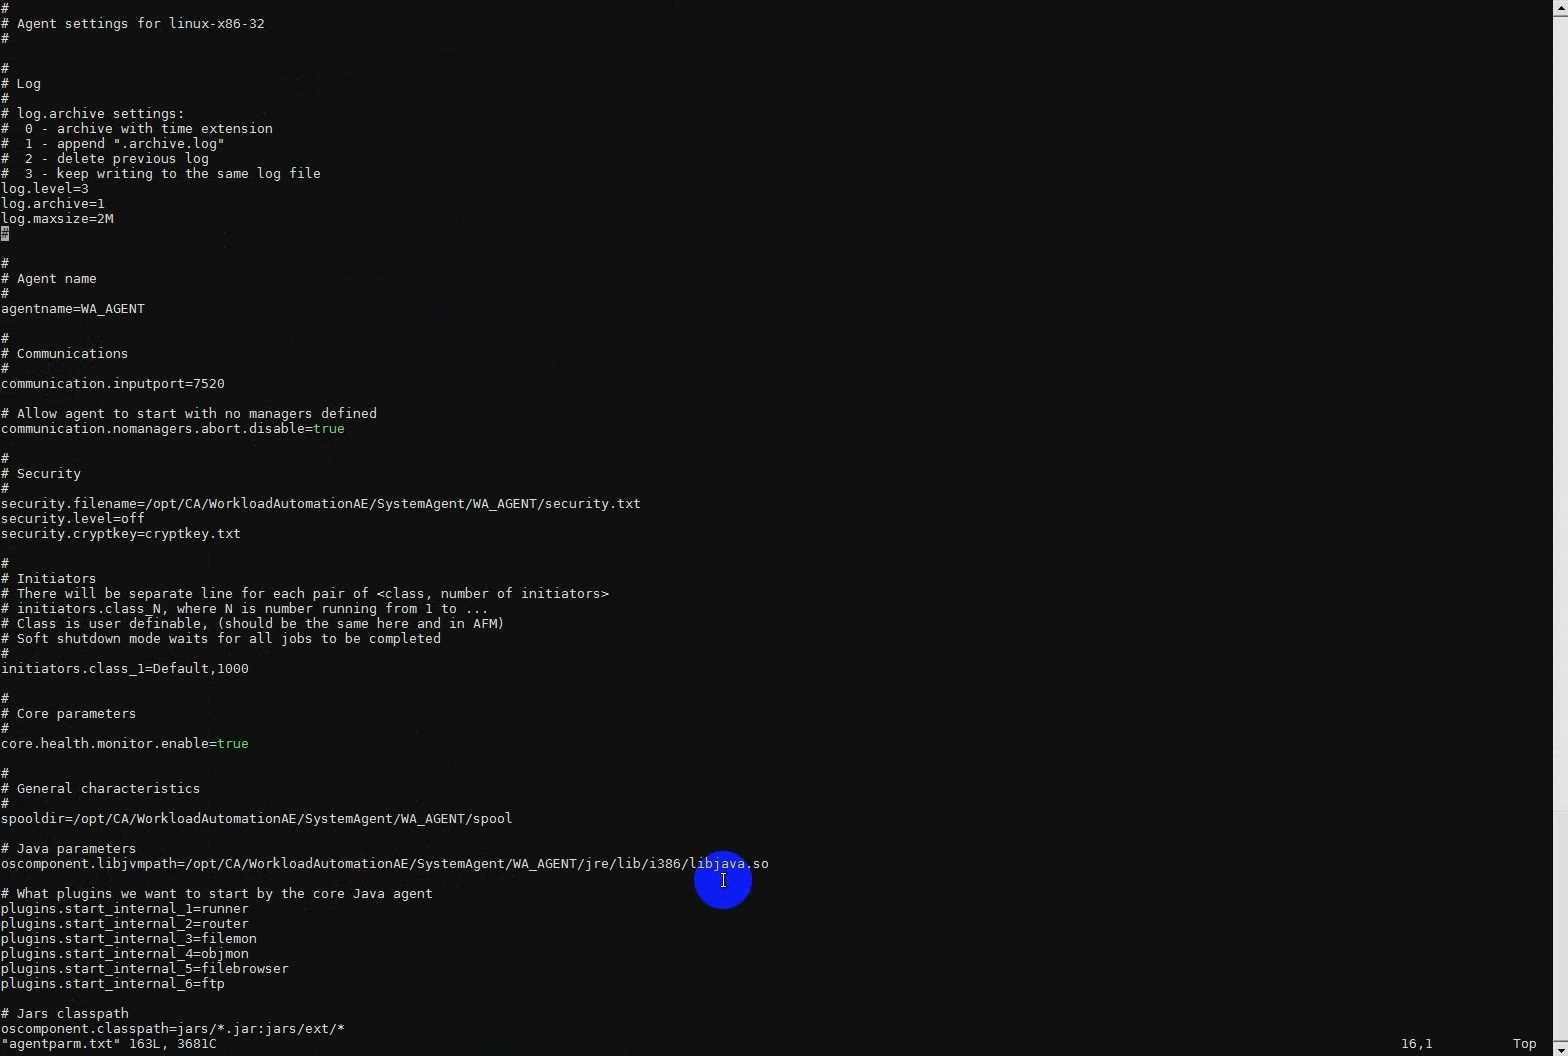 #
# Agent settings for linux-x86-32
#
#
# Log
#
# log.archive settings:
#  0 - archive with time extension
#  1 - append ".archive.log"
#  2 - delete previous log
#  3 - keep writing to the same log file
log.level=3
log.archive=1
log.maxsize=2M
#
#
# Agent name
#
agentname=WA_AGENT
#
# Communications
#
communication.inputport=7520
# Allow agent to start with no managers defined
communication.nomanagers.abort.disable=true
#
# Security
#
security.filename=/opt/CA/WorkloadAutomationAE/SystemAgent/WA_AGENT/security.txt
security.level=off
security.cryptkey=cryptkey.txt
#
# Initiators
# There will be separate line for each pair of <class, number of initiators>
# initiators.class_N, where N is number running from 1 to ...
# Class is user definable, (should be the same here and in AFM)
# Soft shutdown mode waits for all jobs to be completed
#
initiators.class_1=Default,1000
#
# Core parameters
#
core.health.monitor.enable=true
#
# General characteristics
#
spooldir=/opt/CA/WorkloadAutomationAE/SystemAgent/WA_AGENT/spool
# Java parameters
oscomponent.libjvmpath=/opt/CA/WorkloadAutomationAE/SystemAgent/WA_AGENT/jre/lib/i386/libjava.so
# What plugins we want to start by the core Java agent
plugins.start_internal_1=runner
plugins.start_internal_2=router
plugins.start_internal_3=filemon
plugins.start_internal_4=objmon
plugins.start_internal_5=filebrowser
plugins.start_internal_6=ftp
# Jars classpath
oscomponent.classpath=jars/*.jar:jars/ext/*
"agentparm.txt" 163L, 3681C 16,1 Top